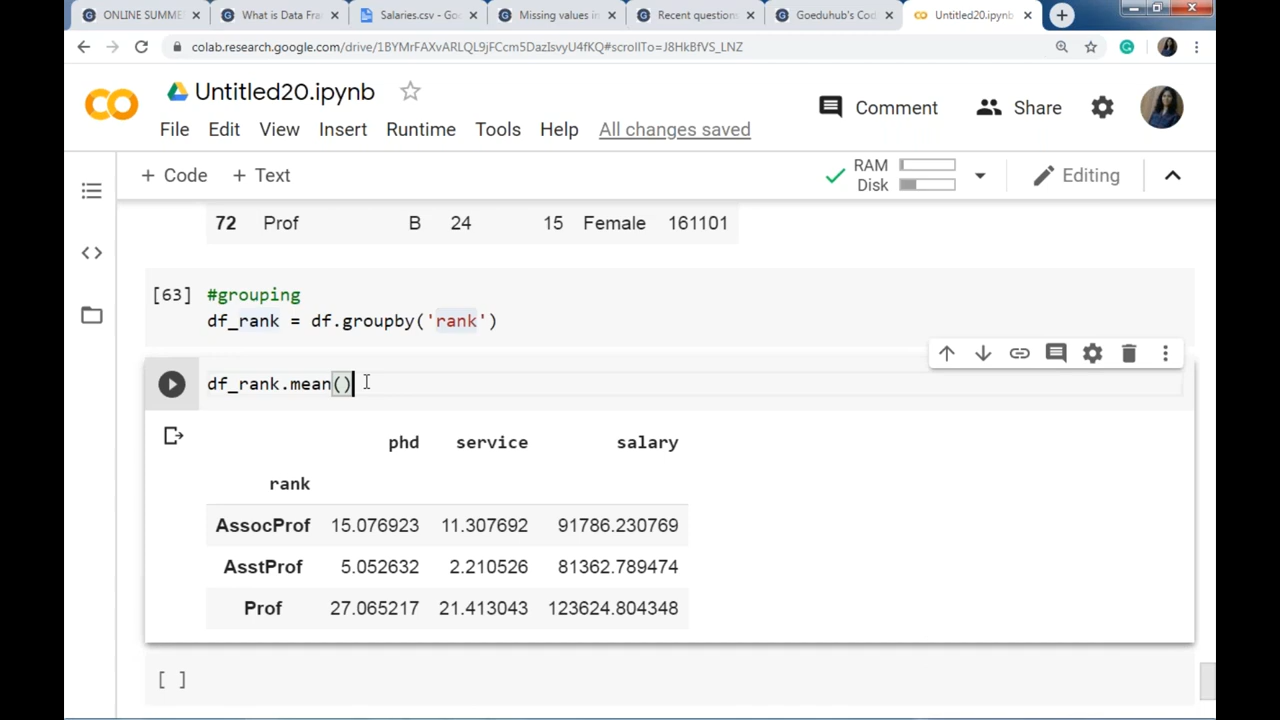 ONLINE SUMME
What is Data Fra
Salaries.csv - Go
Missing values in
Recent question
Goeduhub's Cod
Untitled20.ipynb
colab.research.google.com/drive/1BYMrFAXvARLQL9jFCcm5DazIsvyU4fKQ#scrollTo=J8HkBfVS_LNZ
Untitled20.ipynb
Comment
Share
File Edit View Insert Runtime Tools Help All changes saved
+ Code + Text
RAM
Disk
Editing
72 Prof B 24 15 Female 161101
[63] #grouping
df_rank = df.groupby('rank')
df_rank.mean()
phd service salary
rank
AssocProf 15.076923 11.307692 91786.230769
AsstProf 5.052632 2.210526 81362.789474
Prof 27.065217 21.413043 123624.804348
[ ]